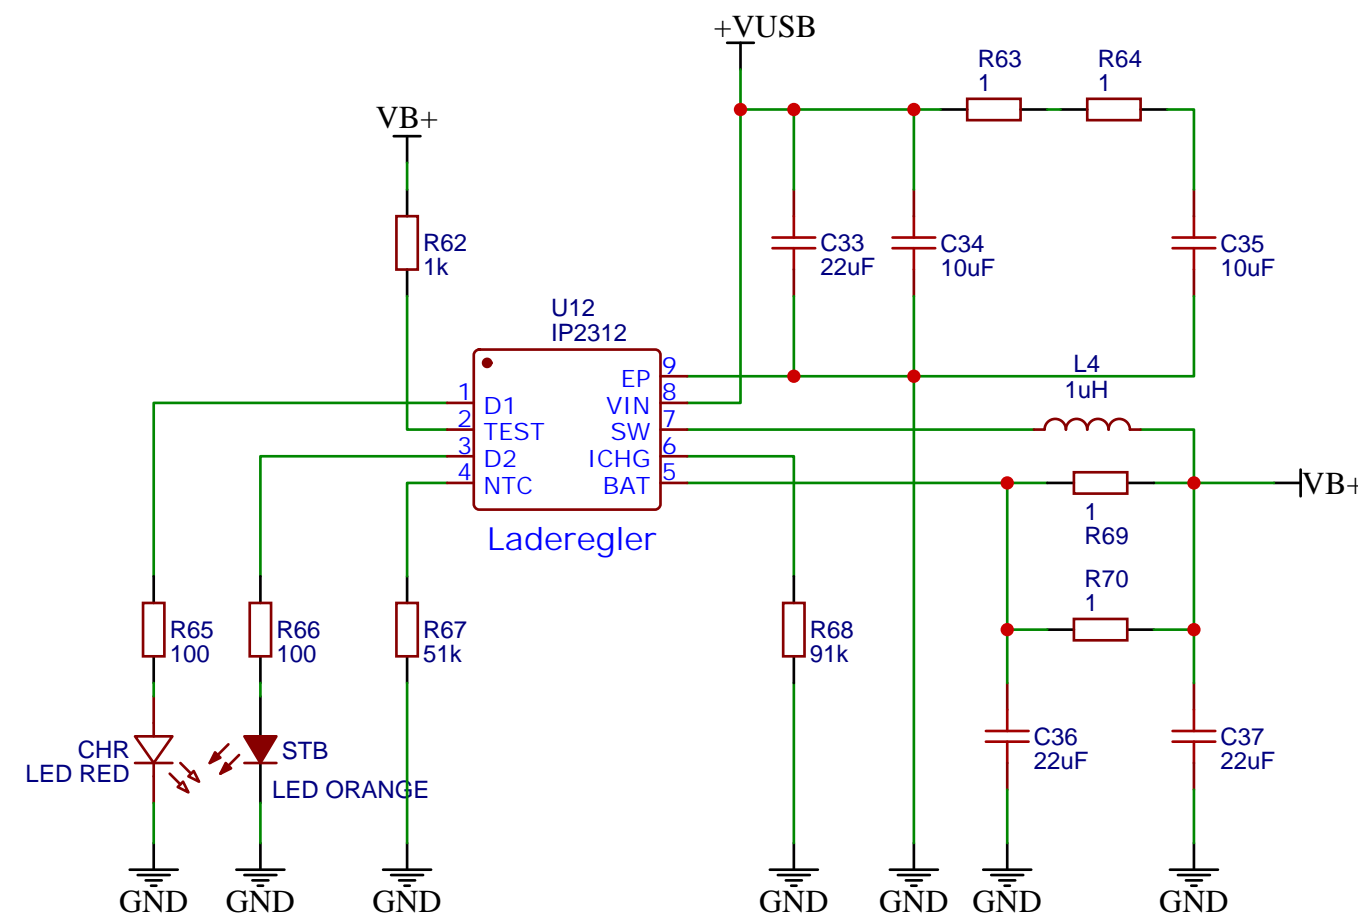 +VUSB
R63
1
R64
1
VB+
R62
1k
C33
22uF
C34
10uF
C35
10uF
U12
IP2312
1
2
3
4
D1
TEST
D2
NTC
EP
VIN
SW
ICHG
BAT
9
8
7
6
5
Laderegler
L4
1uH
VB+
1
R69
R70
1
R65
100
R66
100
R67
51k
R68
91k
CHR
LED RED
STB
LED ORANGE
C36
22uF
C37
22uF
GND
GND
GND
GND
GND
GND
GND